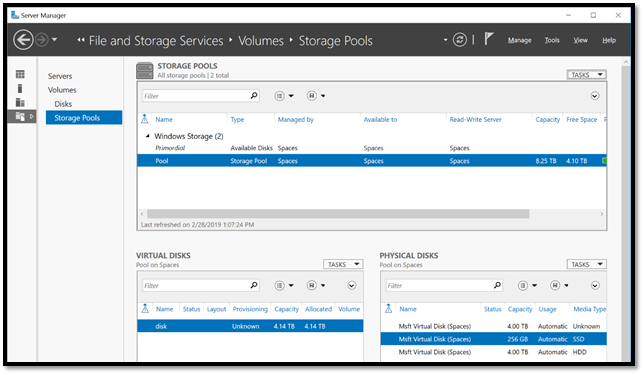 Server Manager
File and Storage Services ‣ Volumes ‣ Storage Pools
Manage Tools View Help
Servers
Volumes
Disks
Storage Pools
STORAGE POOLS
All storage pools | 2 total
TASKS
Filter
Name Type Managed by Available to Read-Write Server Capacity Free Space
Windows Storage (2)
Primordial Available Disks Spaces Spaces Spaces
Pool Storage Pool Spaces Spaces Spaces 8.25 TB 4.10 TB
Last refreshed on 2/28/2019 1:07:24 PM
VIRTUAL DISKS
Pool on Spaces
TASKS
Filter
Name Status Layout Provisioning Capacity Allocated Volume
disk Unknown 4.14 TB 4.14 TB
PHYSICAL DISKS
Pool on Spaces
TASKS
Filter
Name Status Capacity Usage Media Type
Msft Virtual Disk (Spaces) 4.00 TB Automatic Unknown
Msft Virtual Disk (Spaces) 256 GB Automatic SSD
Msft Virtual Disk (Spaces) 4.00 TB Automatic HDD